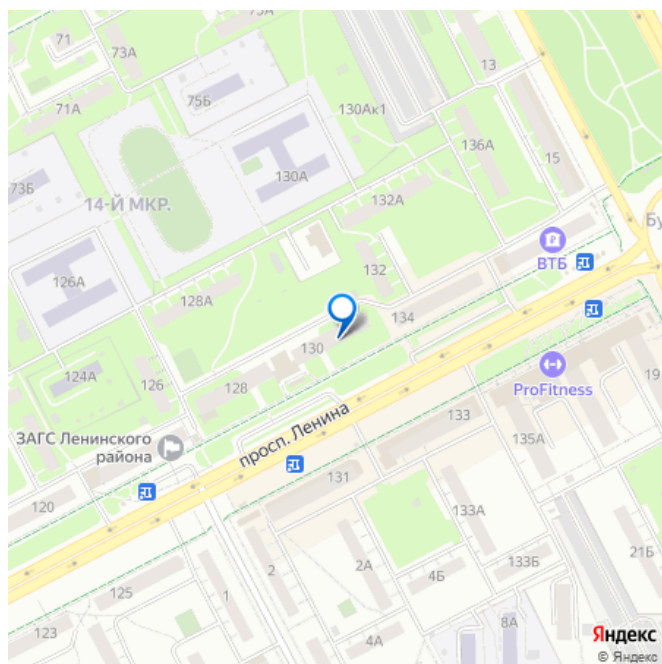 71
73А
13
75Б
71А
130Ак1
136А
15
130А
73Б
14-Й МКР.
132А
Бу
ВТБ
126А
132
128А
134
130
124А
126
128
ProFitness
19
просп. Ленина
133
ЗАГС Ленинского
района
135А
131
120
133А
133Б
21Б
2А
2
4Б
125
1
8А
123
4А
Яндекс
© Яндекс